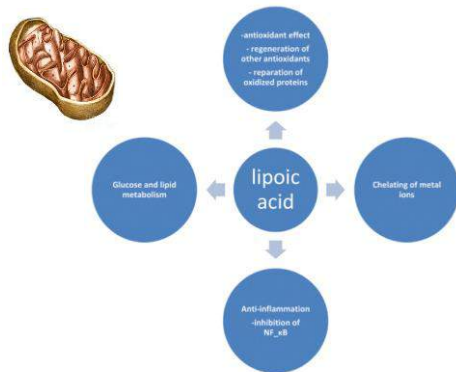 -antioxidant effect
- regeneration of
other antioxidants
- reparation of
oxidized proteins
Glucose and lipid
metabolism
lipoic
acid
Chelating of metal
ions
Anti-inflammation
-inhibition of
NF_κB